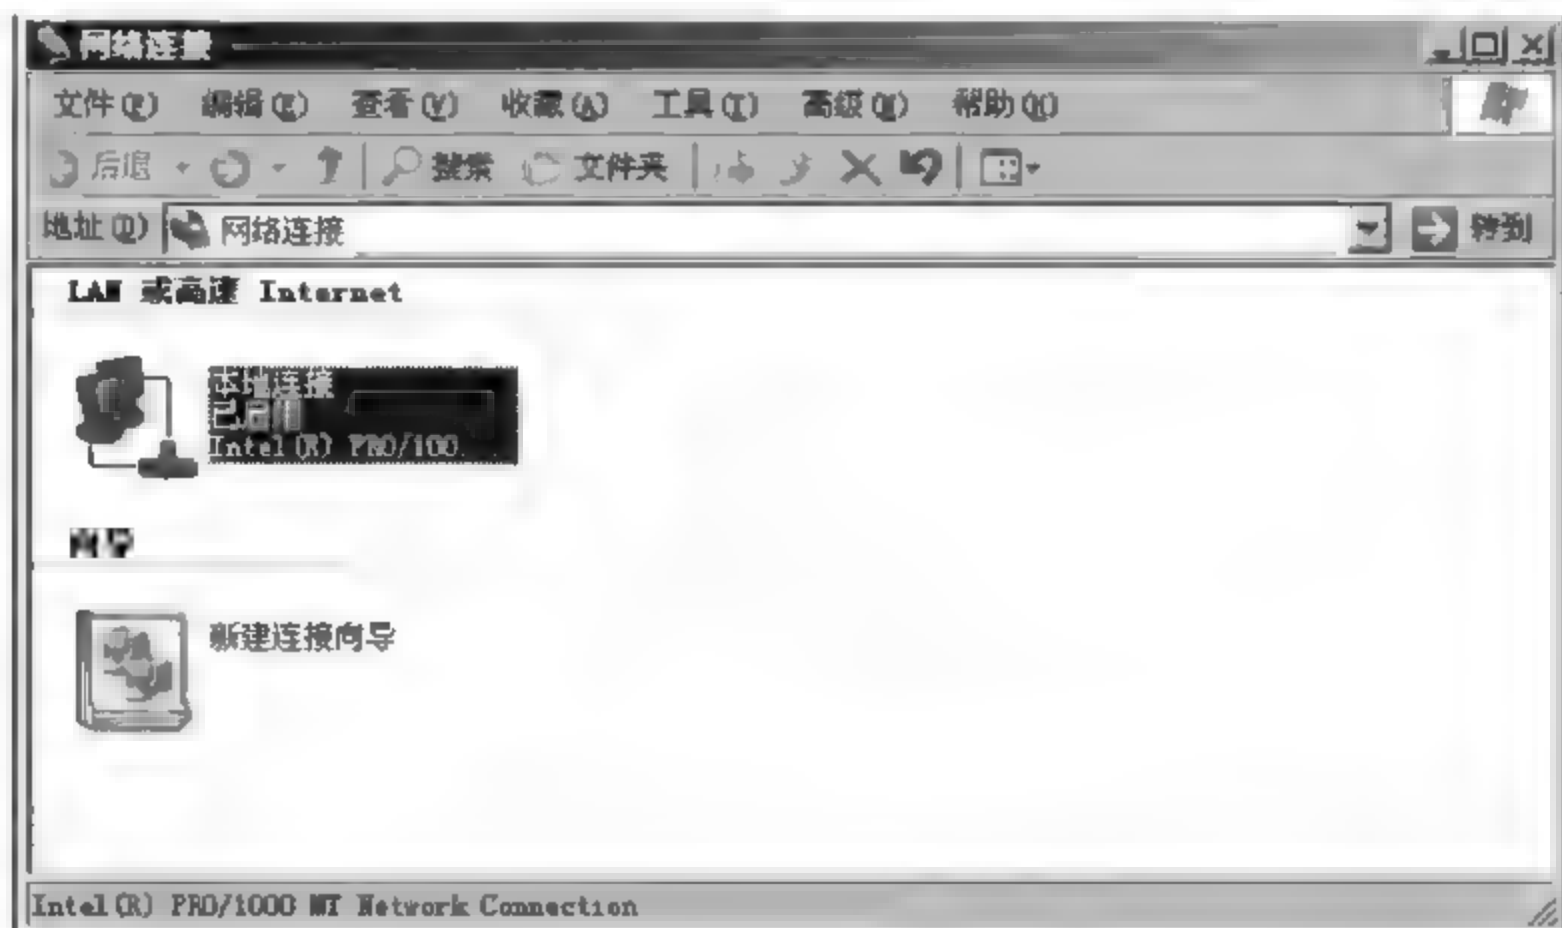 网络连接
文件(F) 编辑(E) 查看(V) 收藏(A) 工具(T) 高级(N) 帮助(H)
后退 搜索 文件夹
地址(D) 网络连接 转到
LAN 或高速 Internet
本地连接
已启用
Intel(R) PRO/100...
向导
新建连接向导
Intel(R) PRO/1000 MT Network Connection